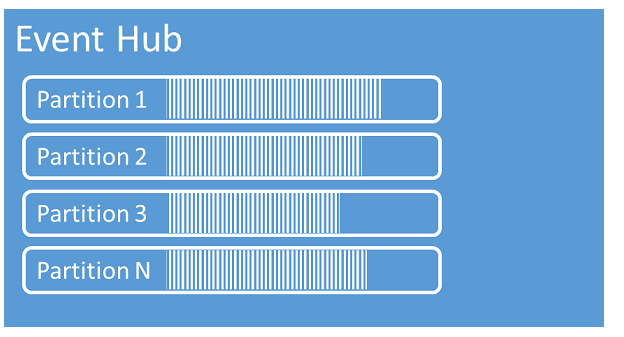 Event Hub
Partition 1
Partition 2
Partition 3
Partition N